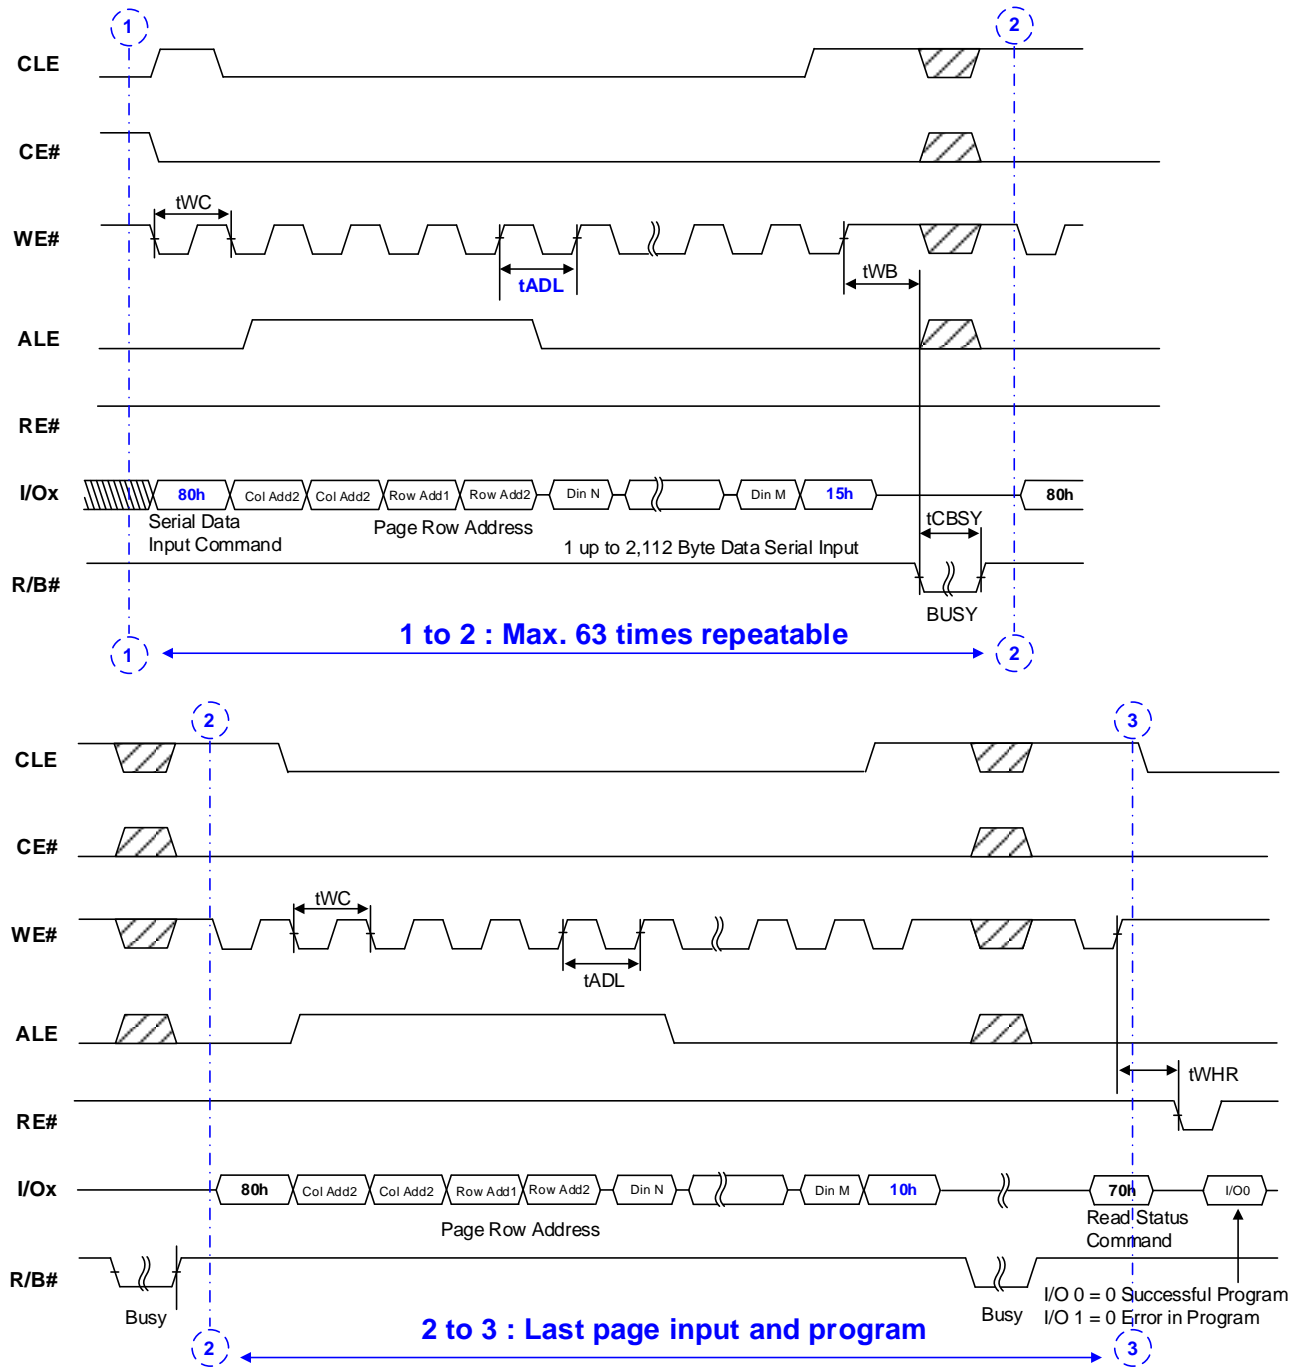 1 2
CLE
CE#
tWC
WE#
tADL tWB
ALE
RE#
I/Ox 80h Col Add2 Col Add2 Row Add1 Row Add2 Din N Din M 15h 80h
Serial Data
Input Command
Page Row Address
tCBSY
1 up to 2,112 Byte Data Serial Input
R/B#
BUSY
1 to 2 : Max. 63 times repeatable
1 2
2 3
CLE
CE#
tWC
WE#
tADL
ALE
tWHR
RE#
I/Ox 80h Col Add2 Col Add2 Row Add1 Row Add2 Din N Din M 10h 70h I/O0
Page Row Address
Read Status
Command
R/B#
Busy Busy
I/O 0 = 0 Successful Program
I/O 1 = 0 Error in Program
2 to 3 : Last page input and program
2 3